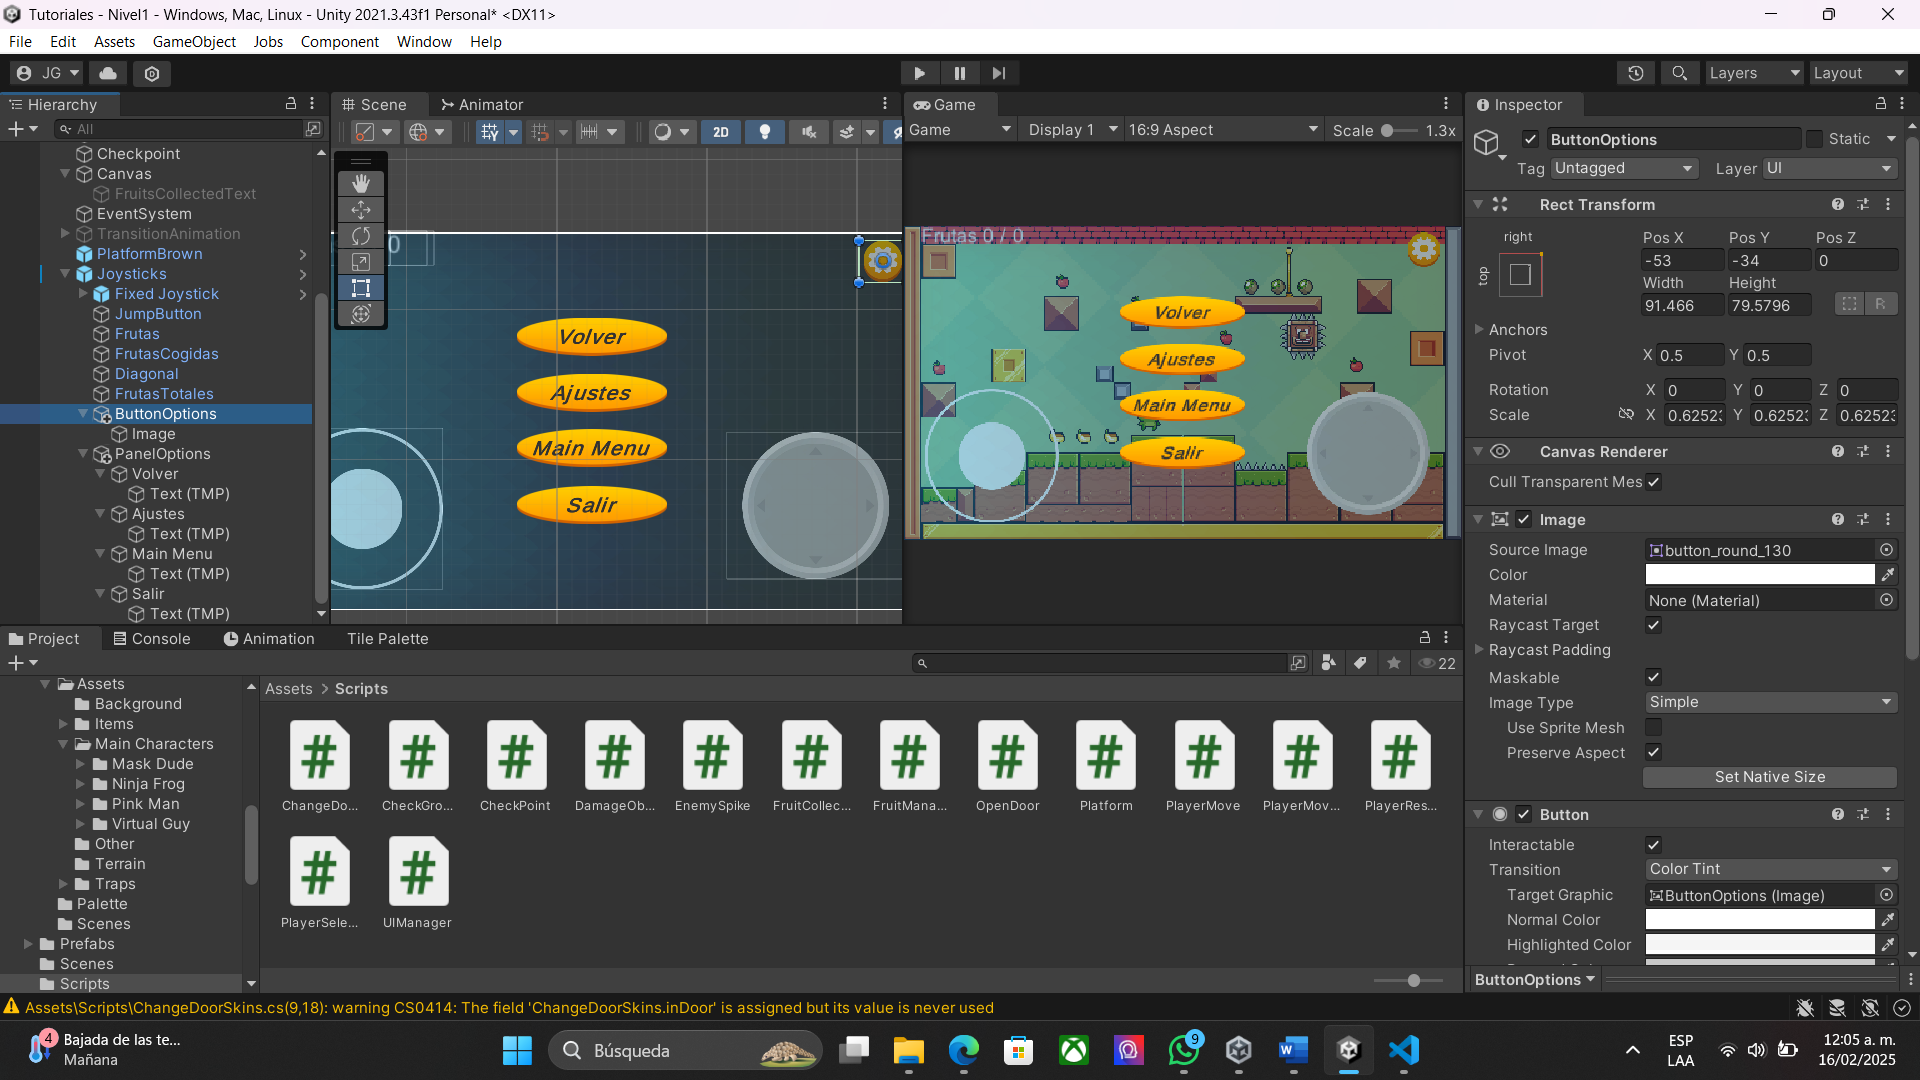 Tutoriales - Nivel1 - Windows, Mac, Linux - Unity 2021.3.43f1 Personal* <DX11>
File Edit Assets GameObject Jobs Component Window Help
JG
Layers
Layout
Hierarchy
All
Checkpoint
Canvas
FruitsCollectedText
EventSystem
TransitionAnimation
PlatformBrown
Joysticks
Fixed Joystick
JumpButton
Frutas
FrutasCogidas
Diagonal
FrutasTotales
ButtonOptions
Image
PanelOptions
Volver
Text (TMP)
Ajustes
Text (TMP)
Main Menu
Text (TMP)
Salir
Text (TMP)
Scene
Animator
2D
0
Volver
Ajustes
Main Menu
Salir
Game
Game
Display 1
16:9 Aspect
Scale
1.3x
Frutas 0 / 0
Volver
Ajustes
Main Menu
Salir
Inspector
ButtonOptions
Static
Tag Untagged
Layer UI
Rect Transform
right
top
Pos X Pos Y Pos Z
-53 -34 0
Width Height
91.466 79.5796
R
Anchors
Pivot X 0.5 Y 0.5
Rotation X 0 Y 0 Z 0
Scale X 0.6252 Y 0.6252 Z 0.6252
Canvas Renderer
Cull Transparent Mes
Image
Source Image button_round_130
Color
Material None (Material)
Raycast Target
Raycast Padding
Maskable
Image Type Simple
Use Sprite Mesh
Preserve Aspect
Set Native Size
Button
Interactable
Transition Color Tint
Target Graphic ButtonOptions (Image)
Normal Color
Highlighted Color
ButtonOptions
Project
Console
Animation
Tile Palette
22
Assets
Background
Items
Main Characters
Mask Dude
Ninja Frog
Pink Man
Virtual Guy
Other
Terrain
Traps
Palette
Scenes
Prefabs
Scenes
Scripts
Assets > Scripts
ChangeDo...
CheckGro...
CheckPoint
DamageOb...
EnemySpike
FruitCollec...
FruitMana...
OpenDoor
Platform
PlayerMove
PlayerMov...
PlayerRes...
PlayerSele...
UIManager
Assets\Scripts\ChangeDoorSkins.cs(9,18): warning CS0414: The field 'ChangeDoorSkins.inDoor' is assigned but its value is never used
4
Bajada de las te...
Mañana
Búsqueda
9
ESP
LAA
12:05 a. m.
16/02/2025